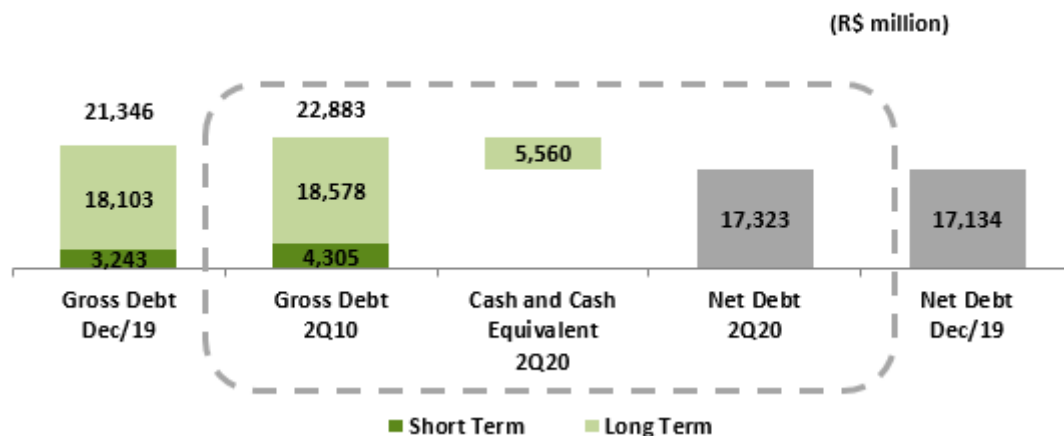 (R$ million)
21,346
22,883
5,560
18,103
18,578
17,323
17,134
3,243
4,305
Gross Debt
Dec/19
Gross Debt
2Q10
Cash and Cash
Equivalent
2Q20
Net Debt
2Q20
Net Debt
Dec/19
Short Term
Long Term